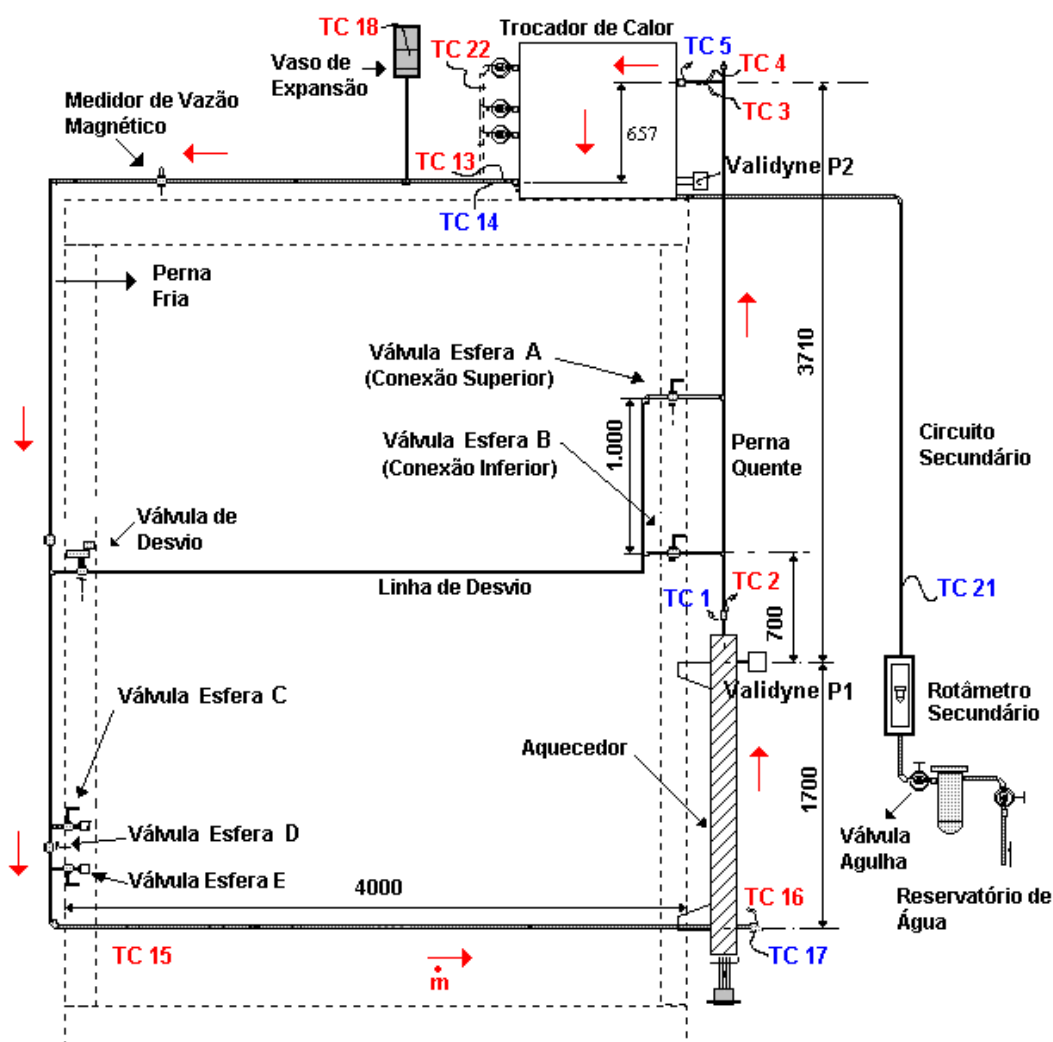 TC 18
Trocador de Calor
TC 22
TC 5
TC 4
Vaso de
Expansão
TC 3
Medidor de Vazão
Magnético
657
TC 13
Validyne P2
TC 14
Perna
Fria
3710
Válvula Esfera A
(Conexão Superior)
1.000
Válvula Esfera B
(Conexão Inferior)
Perna
Quente
Circuito
Secundário
Válvula de
Desvio
Linha de Desvio
TC 1
TC 2
700
TC 21
Válvula Esfera C
Validyne P1
Rotâmetro
Secundário
Aquecedor
1700
Válvula Esfera D
Válvula
Agulha
Válvula Esfera E
4000
TC 16
Reservatório de
Água
TC 15
TC 17
ṁ